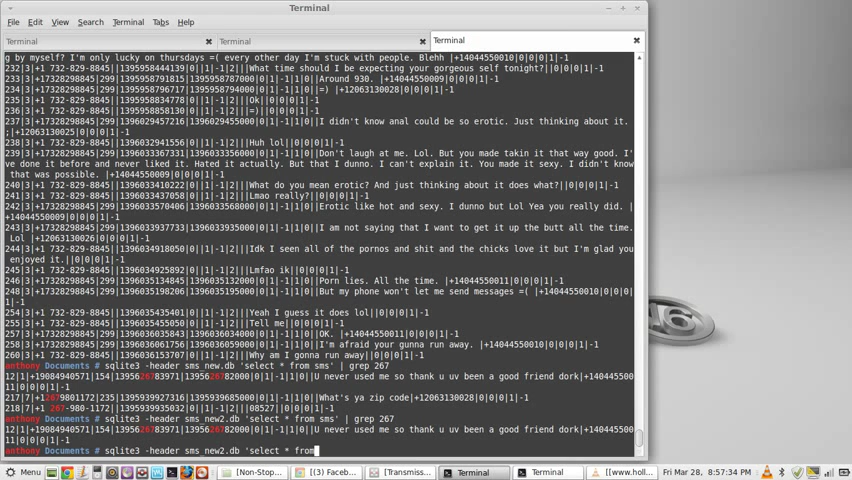 Terminal
File Edit View Search Terminal Tabs Help
Terminal Terminal Terminal
g by myself? I'm only lucky on thursdays =( every other day I'm stuck with people. Blehh |+14044550010|0|0|0|1|-1
232|3|+1 732-829-8845||1395958444139|0||1|-1|2|||What time should I be expecting your gorgeous self tonight?||0|0|0|1|-1
233|3|+17328298845|299|1395958791815|1395958787000|0|1|-1|1|0||Around 930. |+14044550009|0|0|0|1|-1
234|3|+17328298845|299|1395958796717|1395958794000|0|1|-1|1|0||=) |+12063130028|0|0|0|1|-1
235|3|+1 732-829-8845||1395958834778|0||1|-1|2|||Ok||0|0|0|1|-1
236|3|+1 732-829-8845||1395958858130|0||1|-1|2|||=)||0|0|0|1|-1
237|3|+17328298845|299|1396029457216|1396029455000|0|1|-1|1|0||I didn't know anal could be so erotic. Just thinking about it.
;|+12063130025|0|0|0|1|-1
238|3|+1 732-829-8845||1396032941556|0||1|-1|2|||Huh lol||0|0|0|1|-1
239|3|+17328298845|299|1396033367331|1396033366000|0|1|-1|1|0||Don't laugh at me. Lol. But you made takin it that way good. I'
ve done it before and never liked it. Hated it actually. But that I dunno. I can't explain it. You made it sexy. I didn't know
that was possible. |+14044550009|0|0|0|1|-1
240|3|+1 732-829-8845||1396033410222|0||1|-1|2|||What do you mean erotic? And just thinking about it does what?||0|0|0|1|-1
241|3|+1 732-829-8845||1396033437058|0||1|-1|2|||Lmao really?||0|0|0|1|-1
242|3|+17328298845|299|1396033570406|1396033568000|0|1|-1|1|0||Erotic like hot and sexy. I dunno but Lol Yea you really did. |
+14044550009|0|0|0|1|-1
243|3|+17328298845|299|1396033937733|1396033935000|0|1|-1|1|0||I am not saying that I want to get it up the butt all the time.
Lol |+12063130026|0|0|0|1|-1
244|3|+1 732-829-8845||1396034918050|0||1|-1|2|||Idk I seen all of the pornos and shit and the chicks love it but I'm glad you
enjoyed it.||0|0|0|1|-1
245|3|+1 732-829-8845||1396034925892|0||1|-1|2|||Lmfao ik||0|0|0|1|-1
246|3|+17328298845|299|1396035134845|1396035132000|0|1|-1|1|0||Porn lies. All the time. |+14044550011|0|0|0|1|-1
248|3|+17328298845|299|1396035198206|1396035195000|0|1|-1|1|0||But my phone won't let me send messages =( |+14044550010|0|0|0|
1|-1
254|3|+1 732-829-8845||1396035435401|0||1|-1|2|||Yeah I guess it does lol||0|0|0|1|-1
255|3|+1 732-829-8845||1396035455050|0||1|-1|2|||Tell me||0|0|0|1|-1
257|3|+17328298845|299|1396036035843|1396036034000|0|1|-1|1|0||OK. |+14044550011|0|0|0|1|-1
258|3|+17328298845|299|1396036061744|1396036059000|0|1|-1|1|0||I'm afraid your gunna run away. |+14044550010|0|0|0|1|-1
260|3|+1 732-829-8845||1396036153707|0||1|-1|2|||Why am I gonna run away||0|0|0|1|-1
anthony Documents # sqlite3 -header sms_new.db 'select * from sms' | grep 267
12|1|+19084940571|154|1395626783971|1395626782000|0|1|-1|1|0||U never used me so thank u uv been a good friend dork|+140445500
11|0|0|0|1|-1
217|7|+12679801172|235|1395939927316|1395939685000|0|1|-1|1|0||What's ya zip code|+12063130028|0|0|0|1|-1
218|7|+1 267-980-1172||1395939935032|0||1|-1|2|||08527||0|0|0|1|-1
anthony Documents # sqlite3 -header sms_new2.db 'select * from sms' | grep 267
12|1|+19084940571|154|1395626783971|1395626782000|0|1|-1|1|0||U never used me so thank u uv been a good friend dork|+140445500
11|0|0|0|1|-1
anthony Documents # sqlite3 -header sms_new2.db 'select * from
Menu [Non-Stop... [(3) Faceb... [Transmiss... Terminal Terminal [[www.holl... Fri Mar 28, 8:57:34 PM